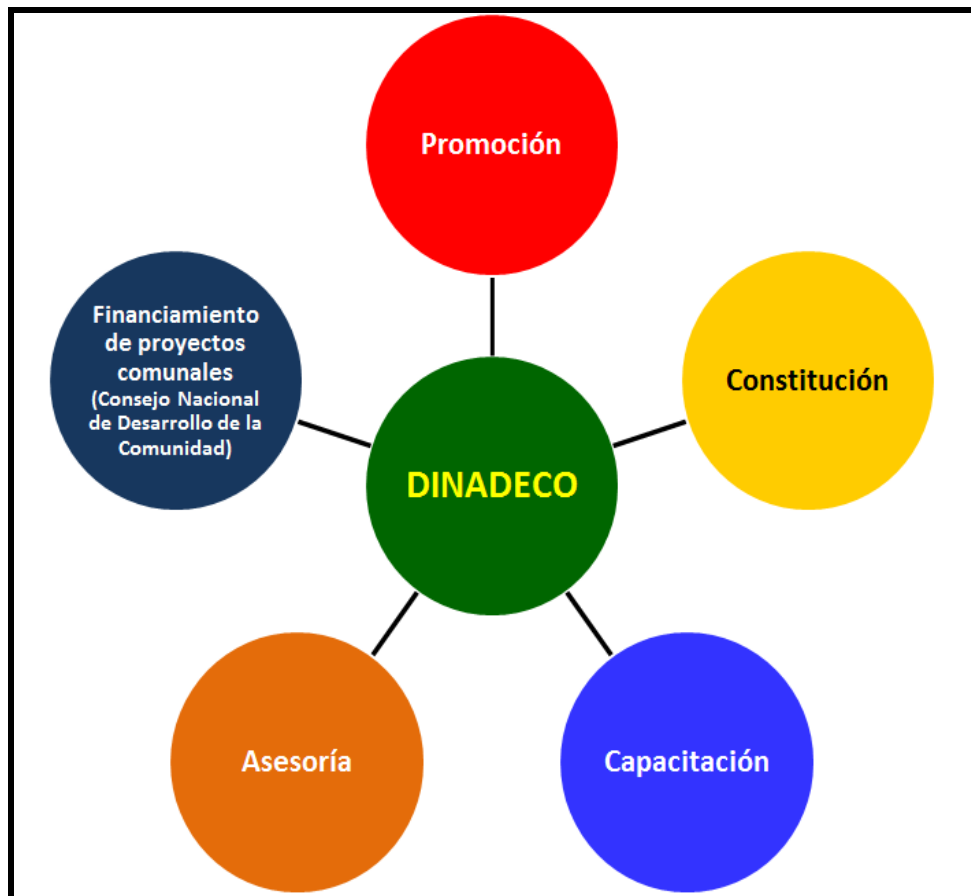 Promoción
Financiamiento
de proyectos
comunales
(Consejo Nacional
de Desarrollo de la
Comunidad)
Constitución
DINADECO
Asesoría
Capacitación